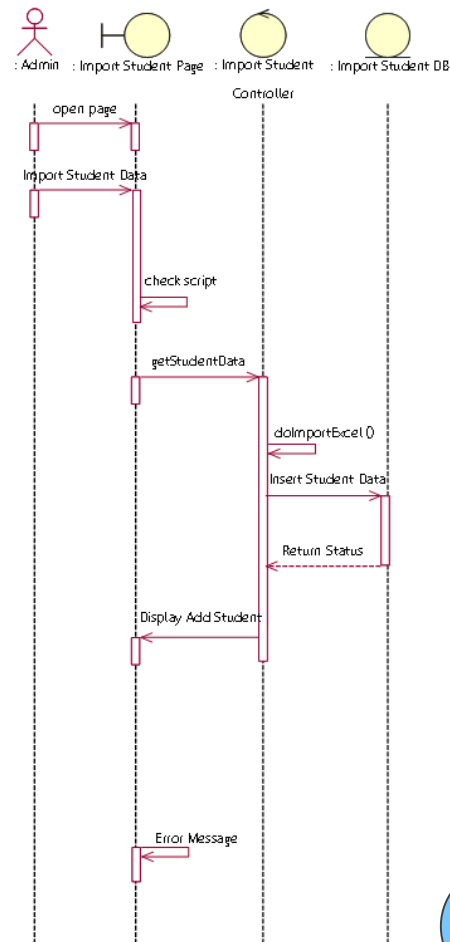 : Admin
: Import Student Page
: Import Student
Controller
: Import Student DB
open page
Import Student Data
check script
getStudentData
doImportExcel()
Insert Student Data
Return Status
Display Add Student
Error Message